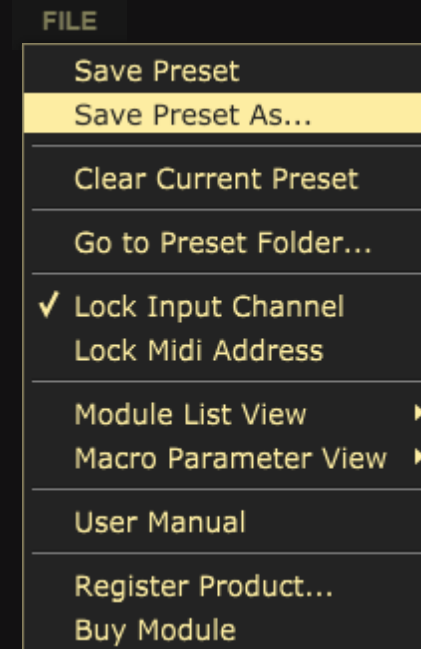 FILE
Save Preset
Save Preset As...
Clear Current Preset
Go to Preset Folder...
Lock Input Channel
Lock Midi Address
Module List View
Macro Parameter View
User Manual
Register Product...
Buy Module